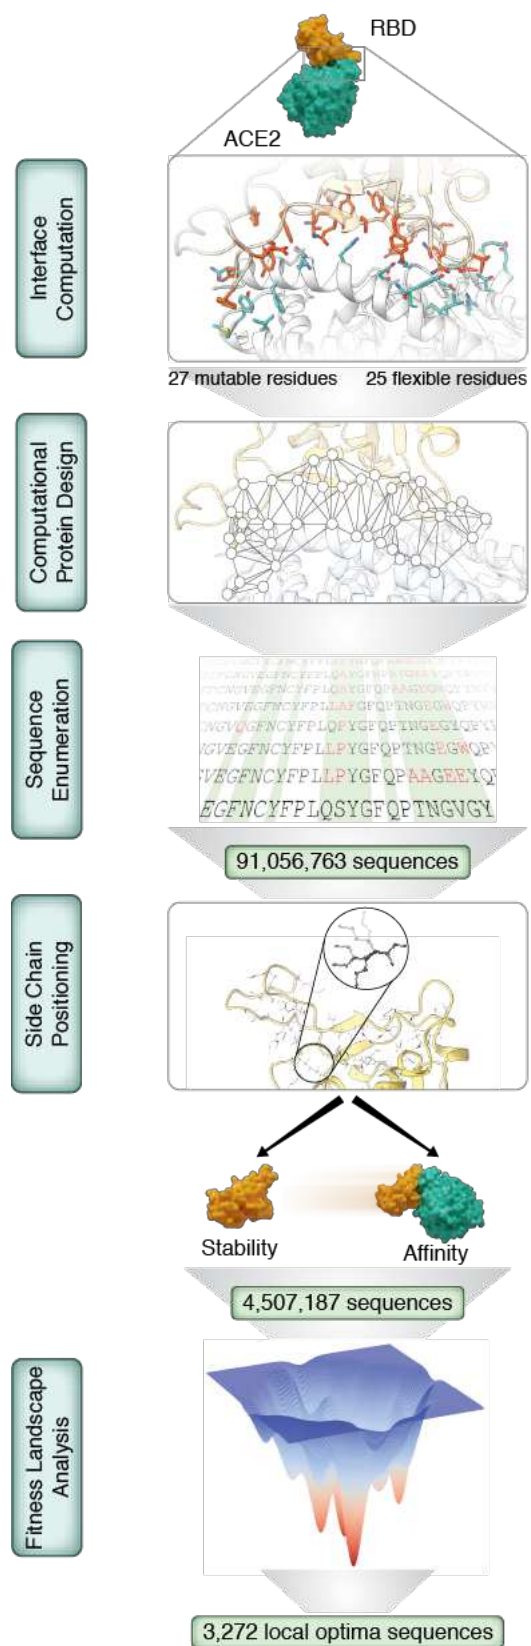 RBD
ACE2
Interface
Computation
27 mutable residues 25 flexible residues
Computational
Protein Design
Sequence
Enumeration
VEGFNCYFPLLPYGFQPAAGEEYQP
EGFNCYFPLQSYGFQPTNGVGY
91,056,763 sequences
Side Chain
Positioning
Stability Affinity
4,507,187 sequences
Fitness Landscape
Analysis
3,272 local optima sequences